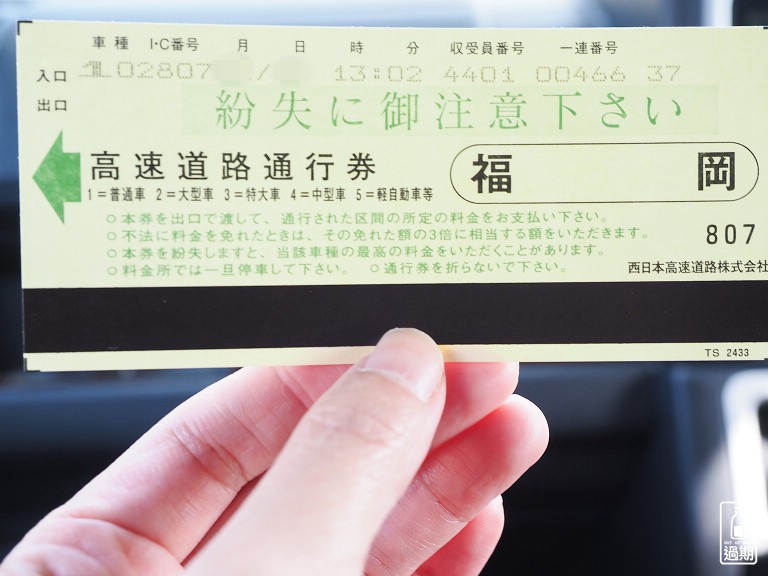 車種 I・C番号 月 日 時 分 収受員番号 一連番号
入口 1L02807 / 13:02 4401 00466 37
出口
紛失に御注意下さい
高速道路通行券 福岡
1=普通車 2=大型車 3=特大車 4=中型車 5=軽自動車等
○本券を出口で渡して、通行された区間の所定の料金をお支払い下さい。
○不法に料金を免れたときは、その免れた額の3倍に相当する額をいただきます。
○本券を紛失しますと、当該車種の最高の料金をいただくことがあります。
○料金所では一旦停車して下さい。 ○通行券を折らないで下さい。
807
西日本高速道路株式会社
TS 2433
過期